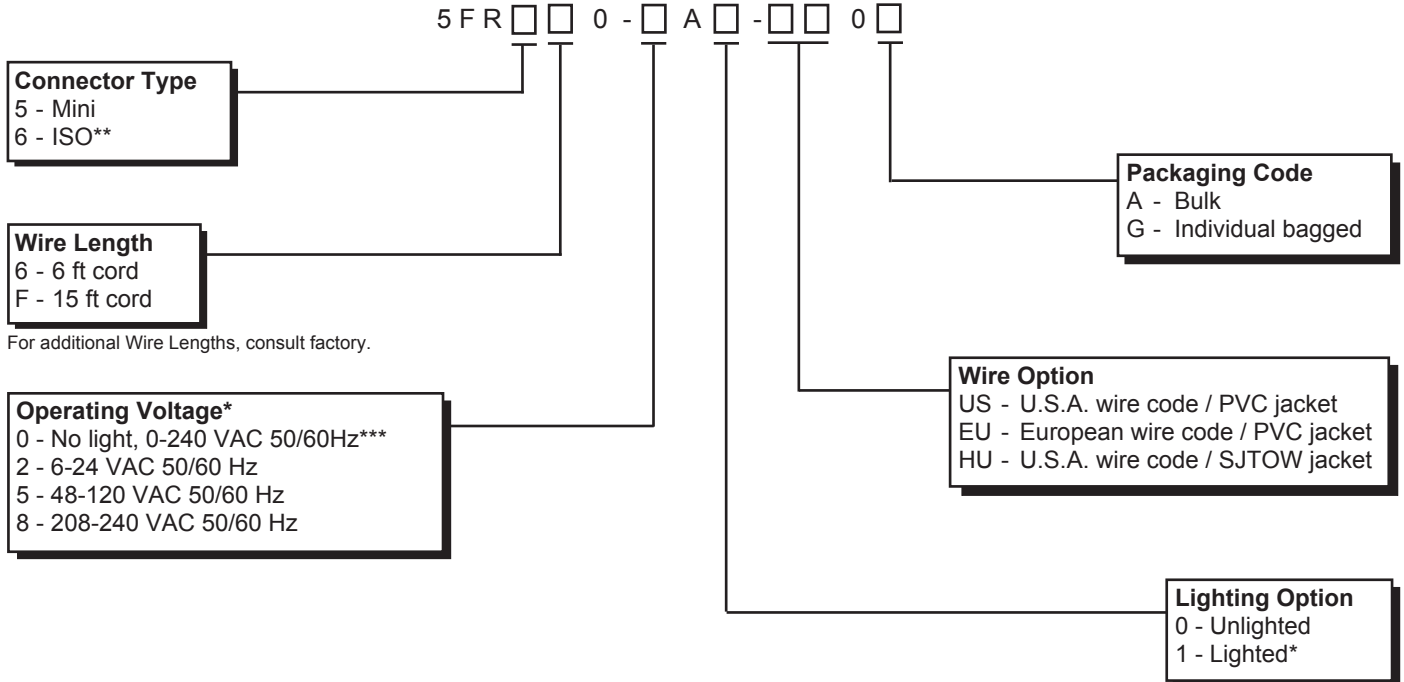 5 F R □ □ 0 - □ A □ - □ □ 0 □
Connector Type
5 - Mini
6 - ISO**
Wire Length
6 - 6 ft cord
F - 15 ft cord
For additional Wire Lengths, consult factory.
Operating Voltage*
0 - No light, 0-240 VAC 50/60Hz***
2 - 6-24 VAC 50/60 Hz
5 - 48-120 VAC 50/60 Hz
8 - 208-240 VAC 50/60 Hz
Packaging Code
A - Bulk
G - Individual bagged
Wire Option
US - U.S.A. wire code / PVC jacket
EU - European wire code / PVC jacket
HU - U.S.A. wire code / SJTOW jacket
Lighting Option
0 - Unlighted
1 - Lighted*